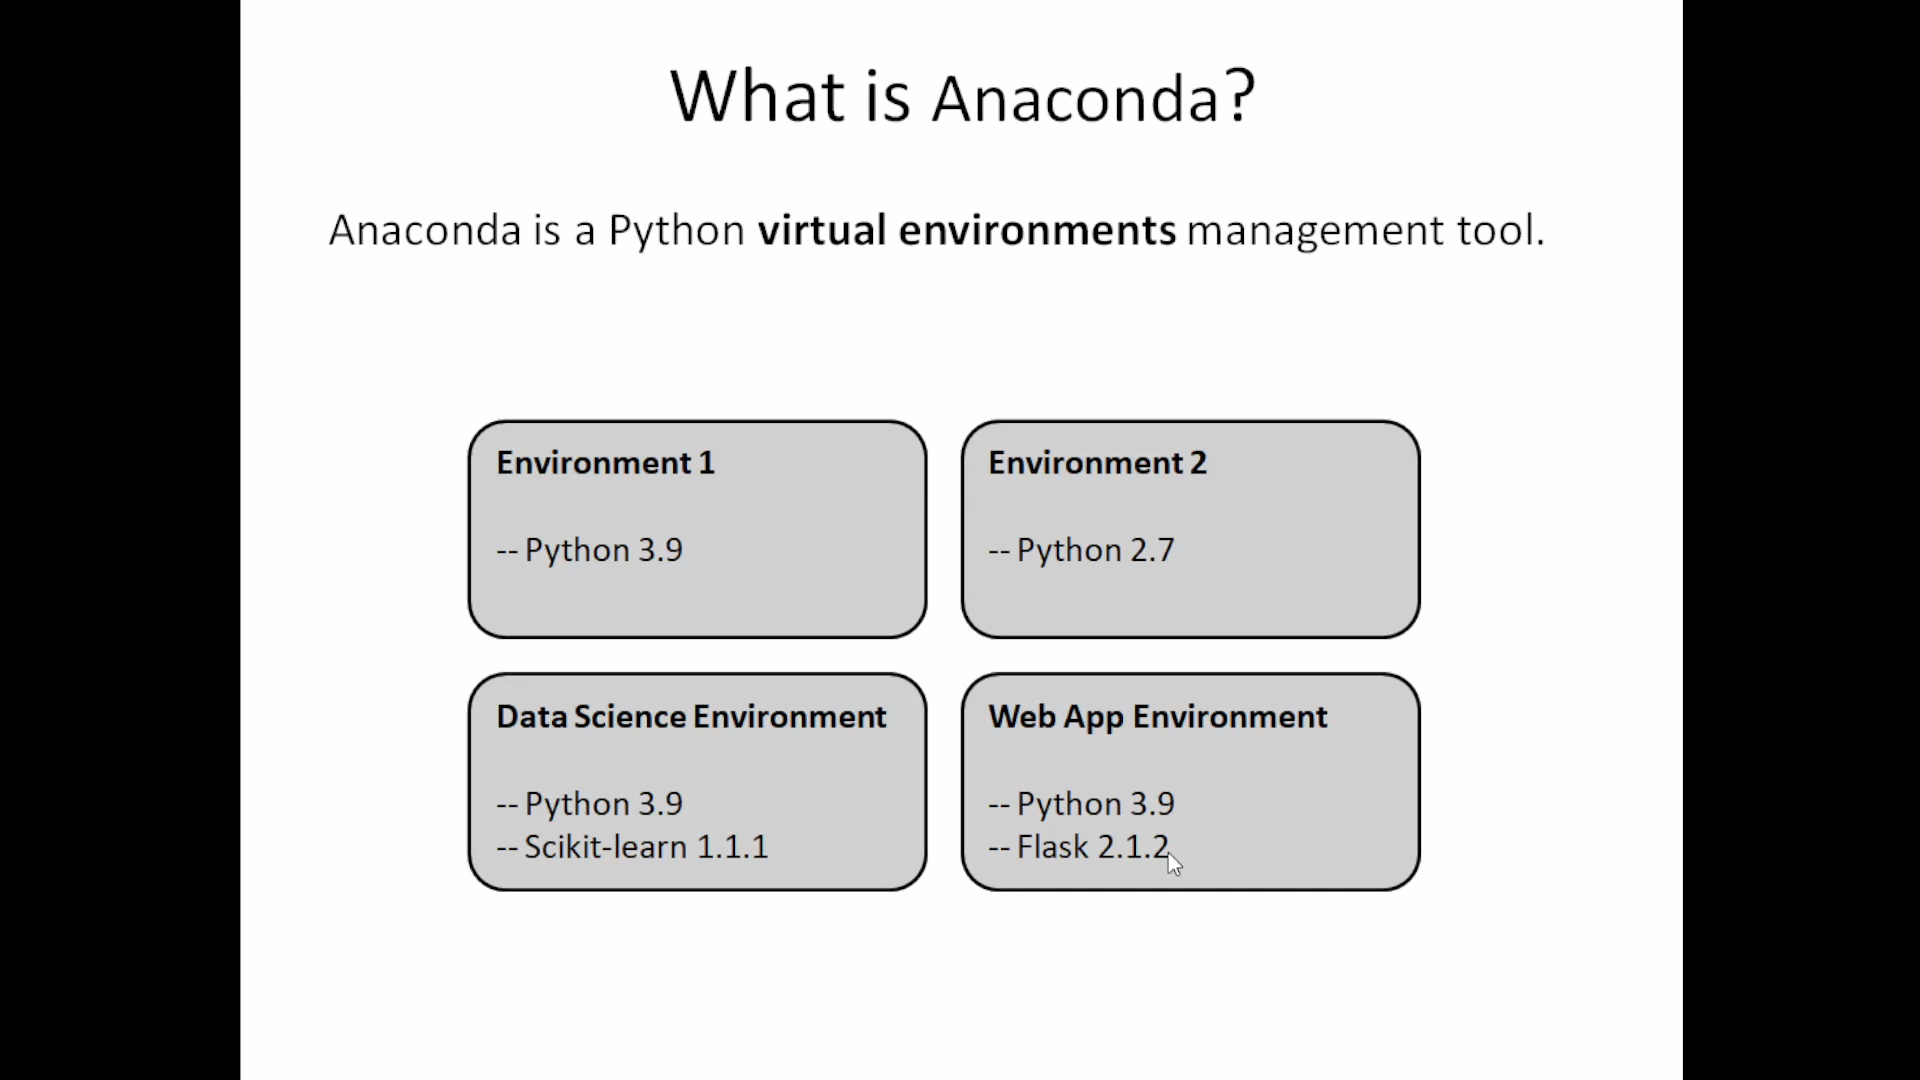 What is Anaconda?
Anaconda is a Python virtual environments management tool.
Environment 1
-- Python 3.9
Environment 2
-- Python 2.7
Data Science Environment
-- Python 3.9
-- Scikit-learn 1.1.1
Web App Environment
-- Python 3.9
-- Flask 2.1.2